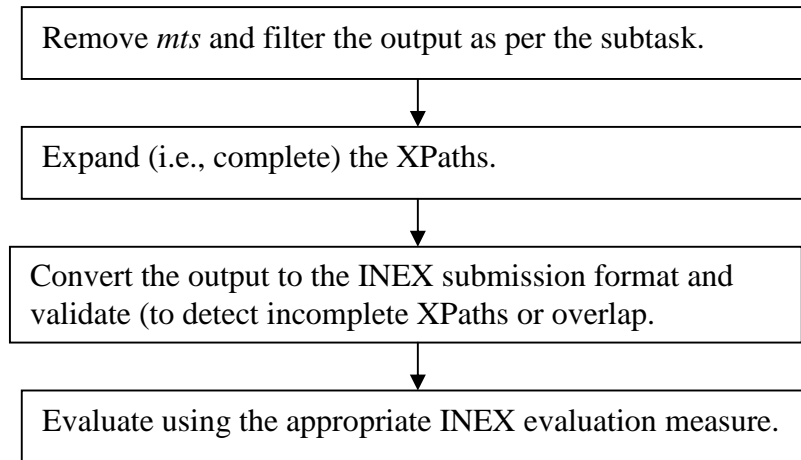 Remove mts and filter the output as per the subtask.
Expand (i.e., complete) the XPaths.
Convert the output to the INEX submission format and
validate (to detect incomplete XPaths or overlap.
Evaluate using the appropriate INEX evaluation measure.